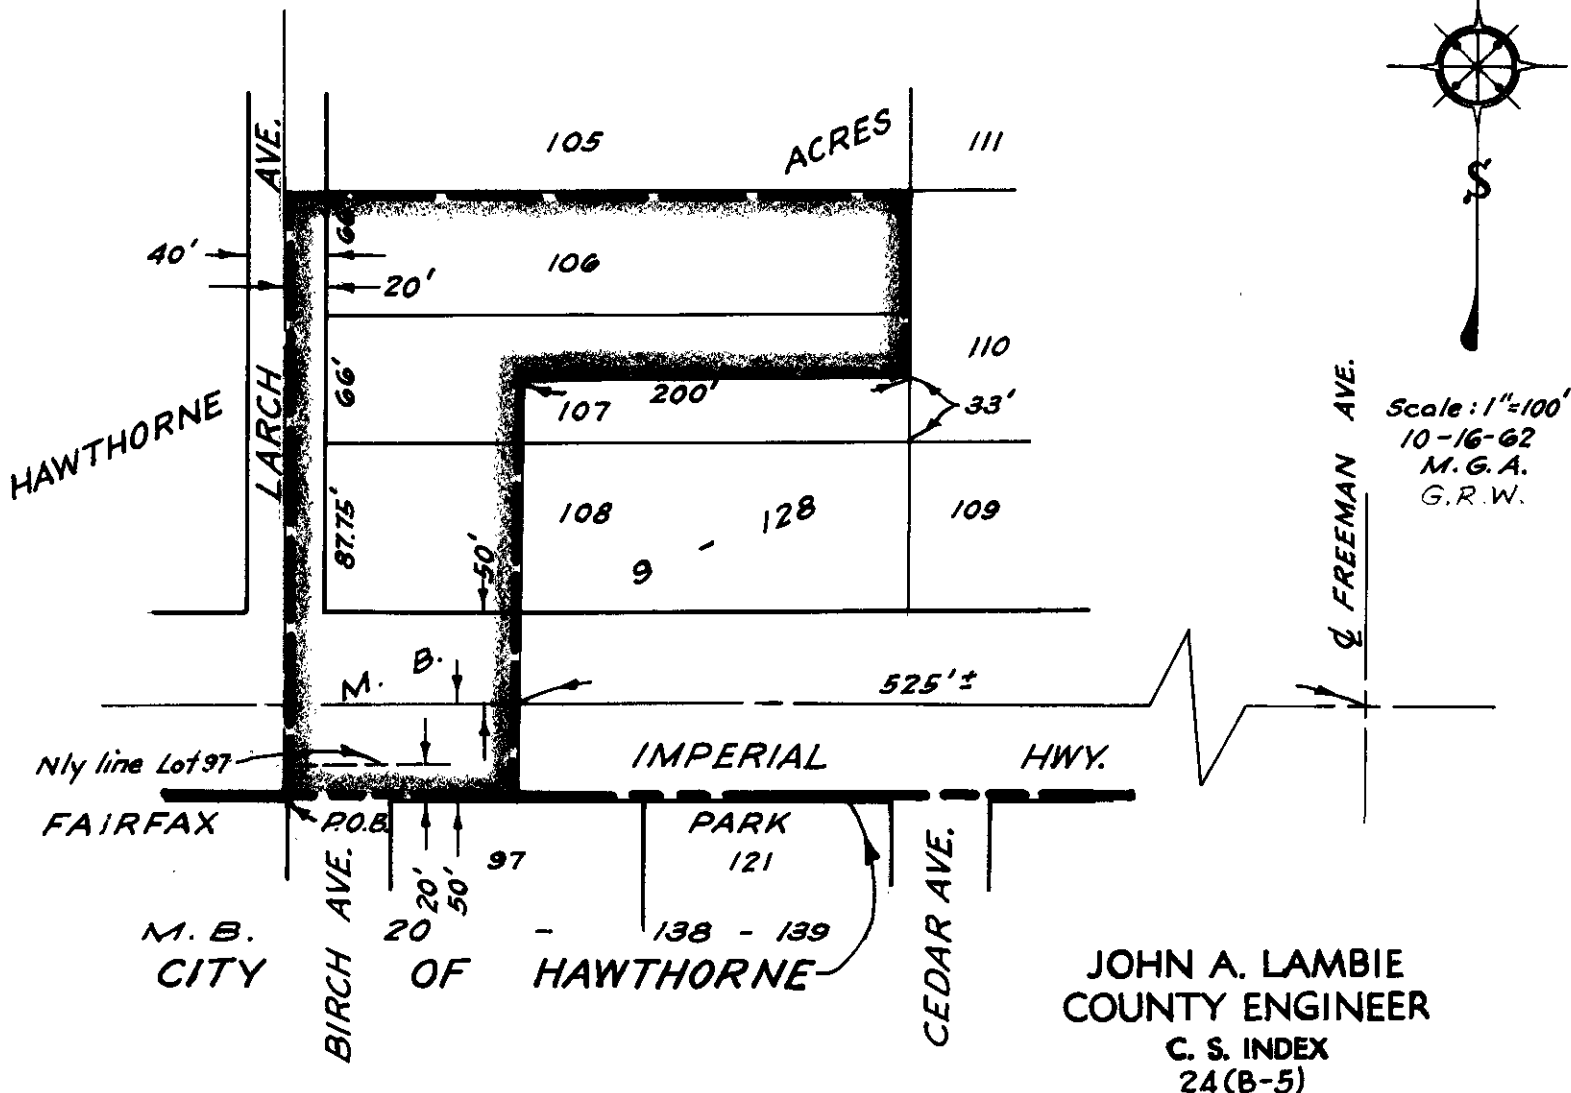 105
ACRES
111
S
AVE.
66'
40'
106
20'
110
HAWTHORNE
LARCH
66'
107
200'
33'
FREEMAN AVE.
Scale: 1"=100'
10-16-62
M.G.A.
G.R.W.
87.75'
108
9 - 128
109
50'
M. B.
525'±
Nly line Lot 97
IMPERIAL HWY.
FAIRFAX
P.O.B.
PARK
97
121
20'
50'
BIRCH AVE.
CEDAR AVE.
M. B. 20 - 138 - 139
CITY OF HAWTHORNE
JOHN A. LAMBIE
COUNTY ENGINEER
C. S. INDEX
24(B-5)